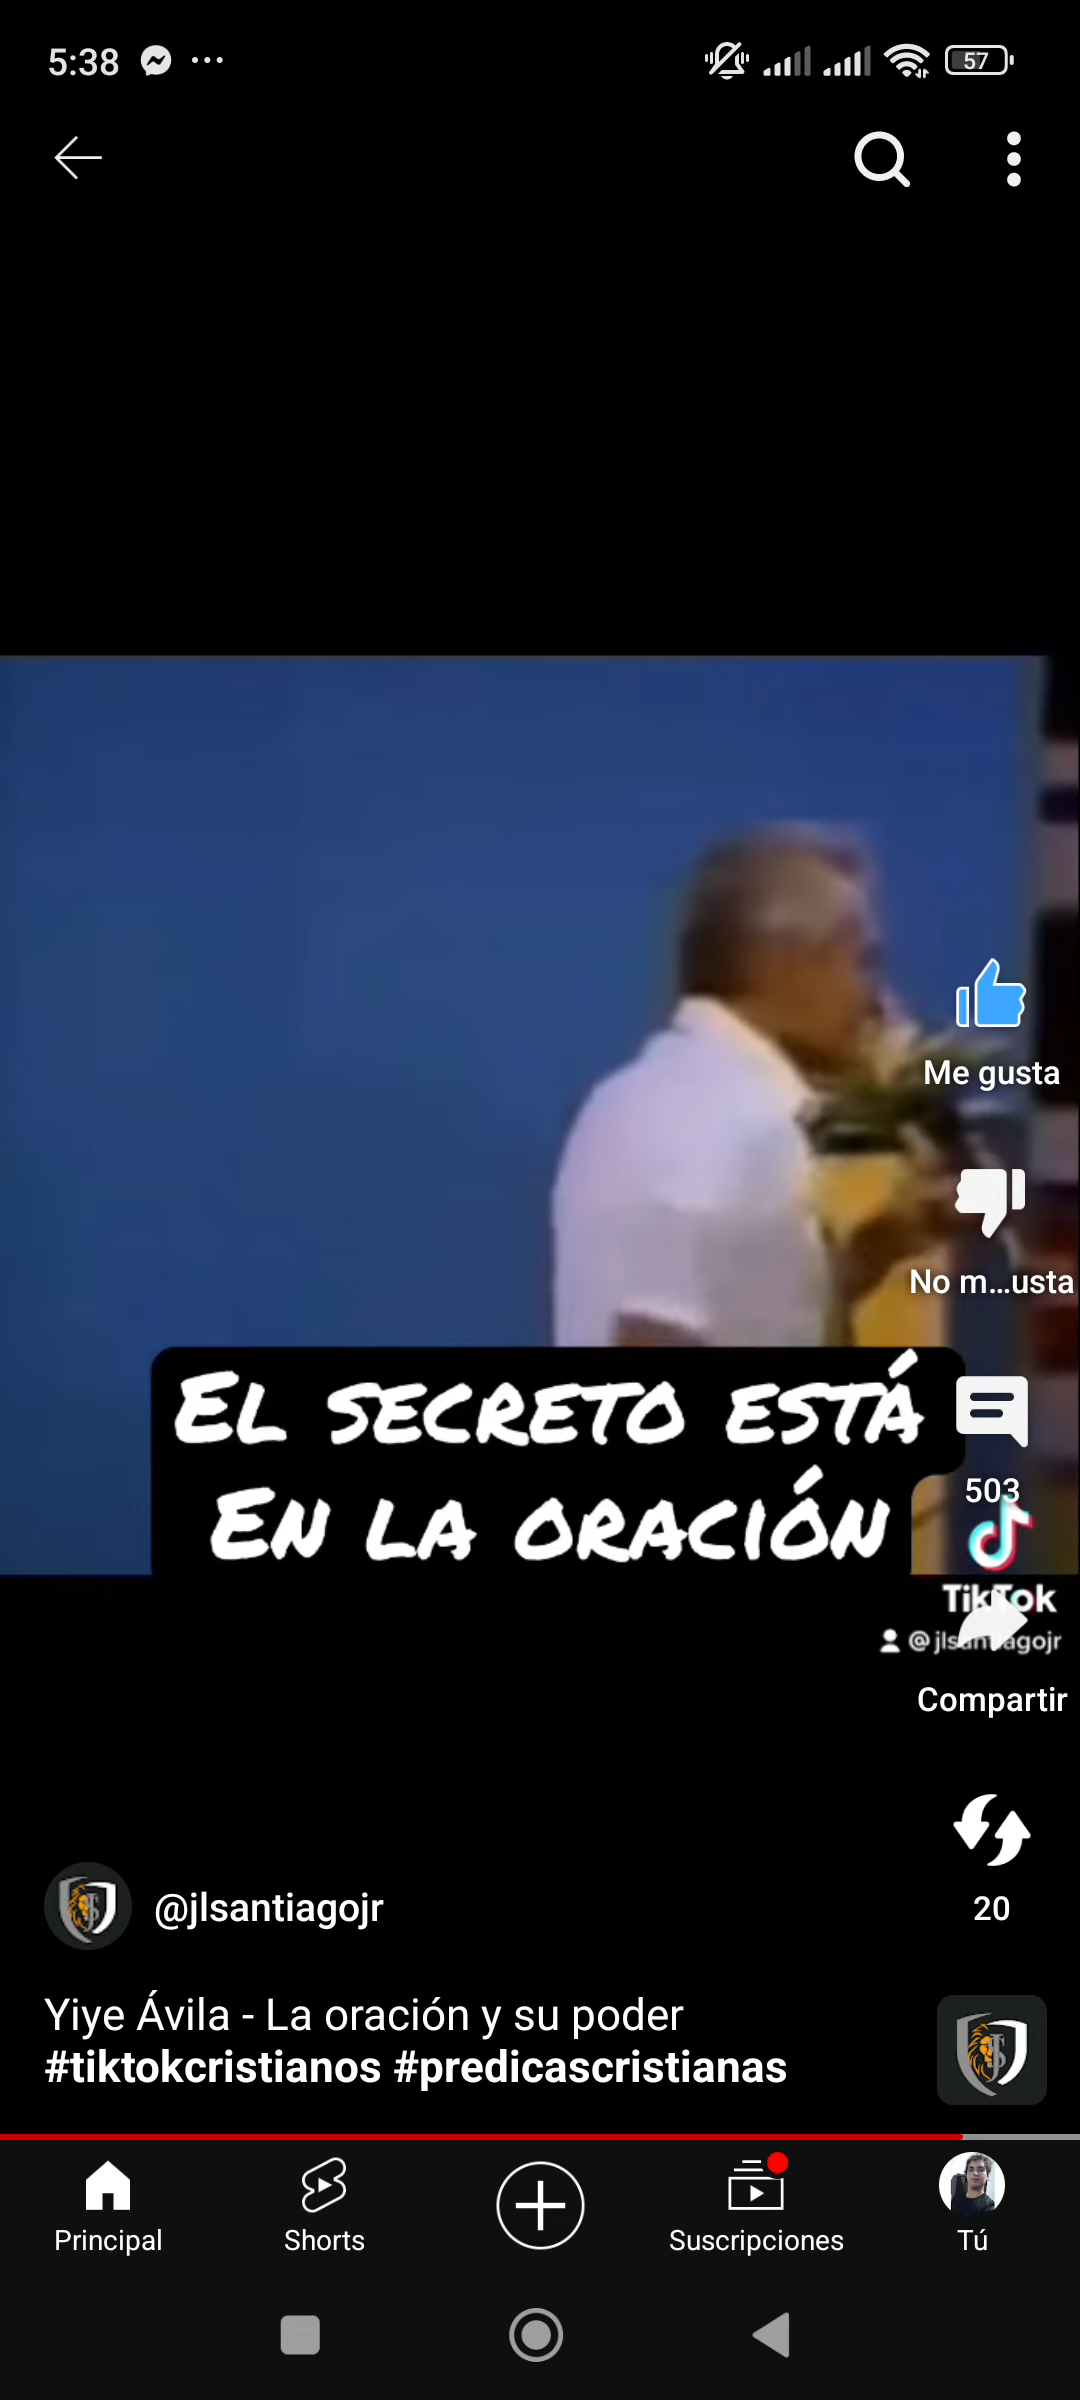 5:38
57
Me gusta
No m...usta
EL SECRETO ESTÁ
EN LA ORACIÓN
503
TikTok
@jlsantiagojr
Compartir
20
@jlsantiagojr
Yiye Ávila - La oración y su poder
#tiktokcristianos #predicascristianas
Principal
Shorts
Suscripciones
Tú